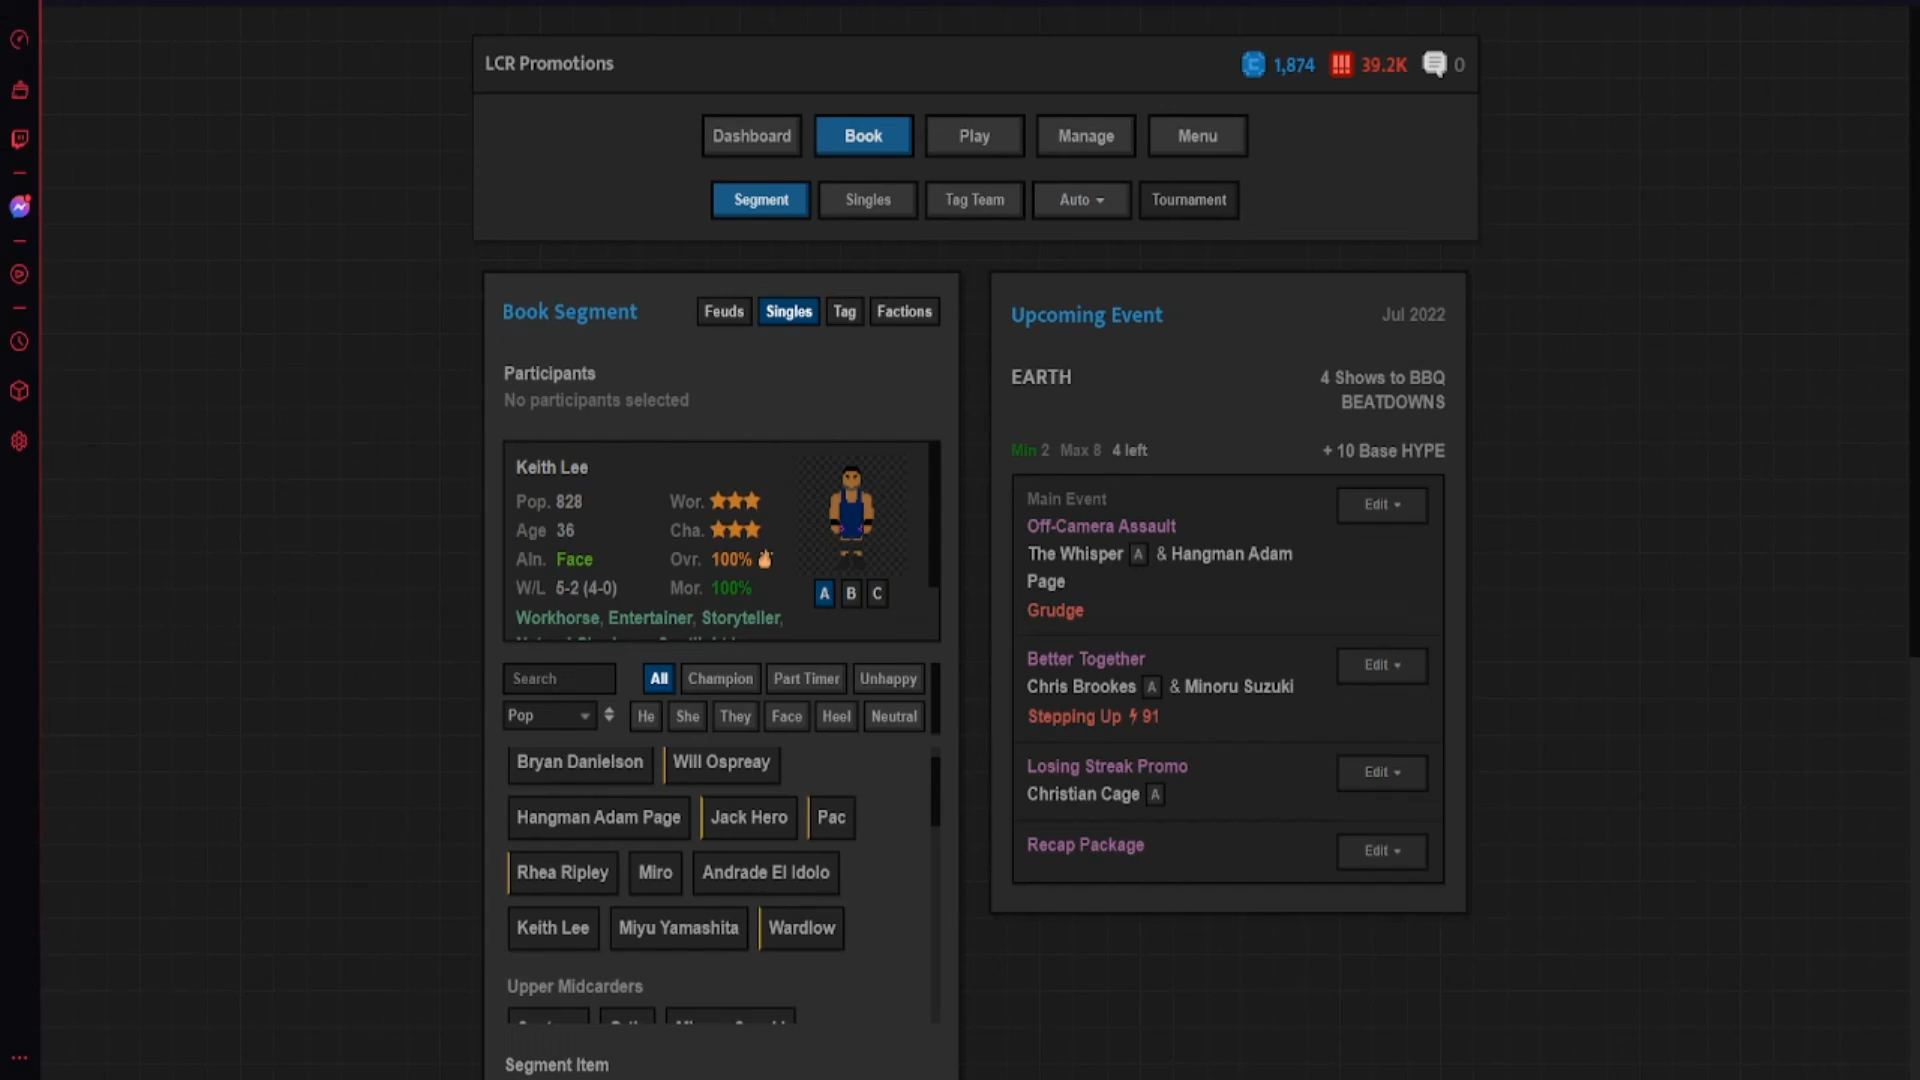 LCR Promotions
1,874
39.2K
0
Dashboard
Book
Play
Manage
Menu
Segment
Singles
Tag Team
Auto
Tournament
Book Segment
Feuds
Singles
Tag
Factions
Participants
No participants selected
Keith Lee
Pop. 828
Wor.
Age 36
Cha.
Aln. Face
Ovr. 100%
W/L 5-2 (4-0)
Mor. 100%
A
B
C
Workhorse, Entertainer, Storyteller,
Search
All
Champion
Part Timer
Unhappy
Pop
He
She
They
Face
Heel
Neutral
Bryan Danielson
Will Ospreay
Hangman Adam Page
Jack Hero
Pac
Rhea Ripley
Miro
Andrade El Idolo
Keith Lee
Miyu Yamashita
Wardlow
Upper Midcarders
Segment Item
Upcoming Event
Jul 2022
EARTH
4 Shows to BBQ
BEATDOWNS
Min 2 Max 8 4 left
+ 10 Base HYPE
Main Event
Edit
Off-Camera Assault
The Whisper A & Hangman Adam
Page
Grudge
Better Together
Edit
Chris Brookes A & Minoru Suzuki
Stepping Up 91
Losing Streak Promo
Edit
Christian Cage A
Recap Package
Edit